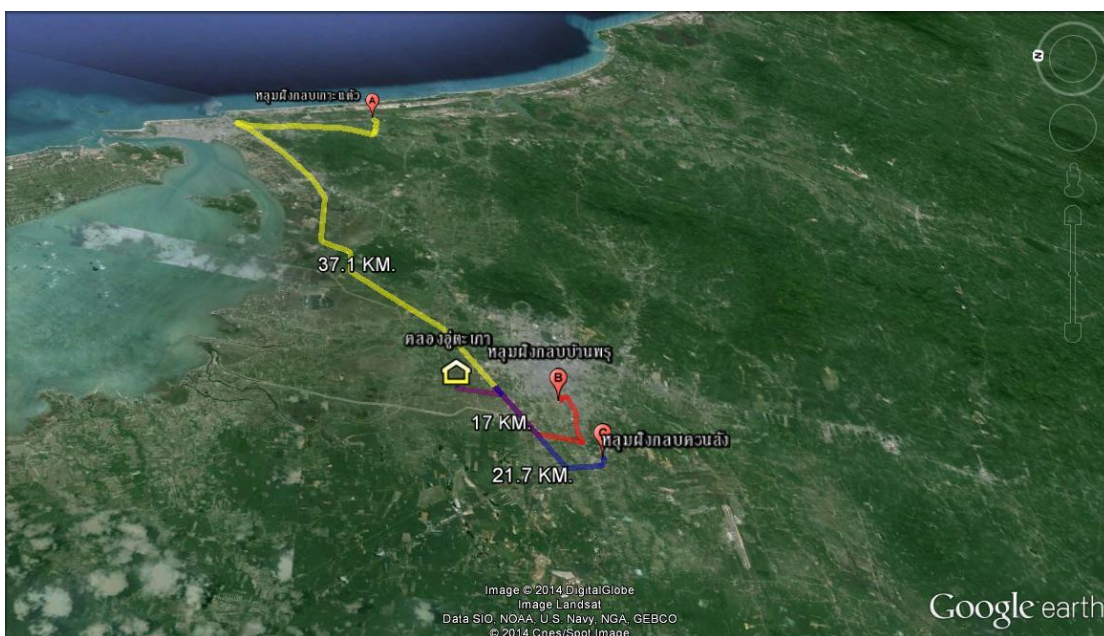 หลุมฝังกลบเกาะแต้ว
A
N
37.1 KM.
คลองอู่ตะเภา
หลุมฝังกลบบ้านพรุ
B
17 KM.
C
หลุมฝังกลบควนลัง
21.7 KM.
Image © 2014 DigitalGlobe
Image Landsat
Data SIO, NOAA, U.S. Navy, NGA, GEBCO
© 2014 Cnes/Spot Image
Google earth